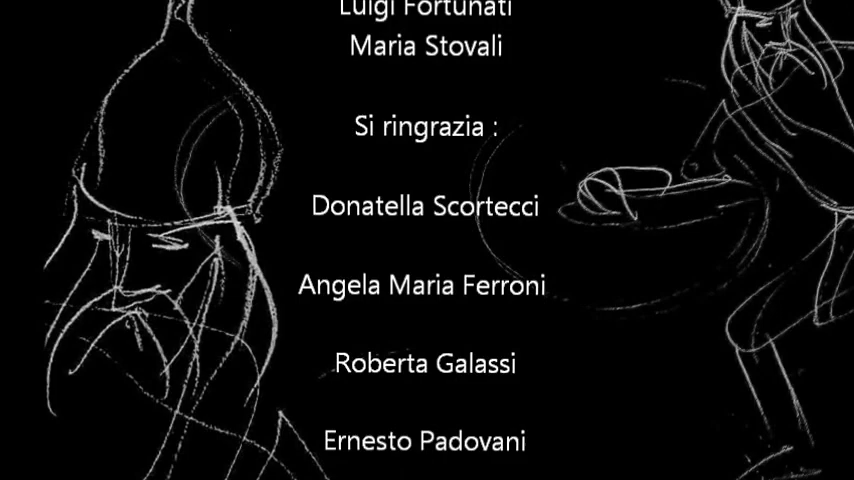 Luigi Fortunati
Maria Stovali
Si ringrazia :
Donatella Scortecci
Angela Maria Ferroni
Roberta Galassi
Ernesto Padovani